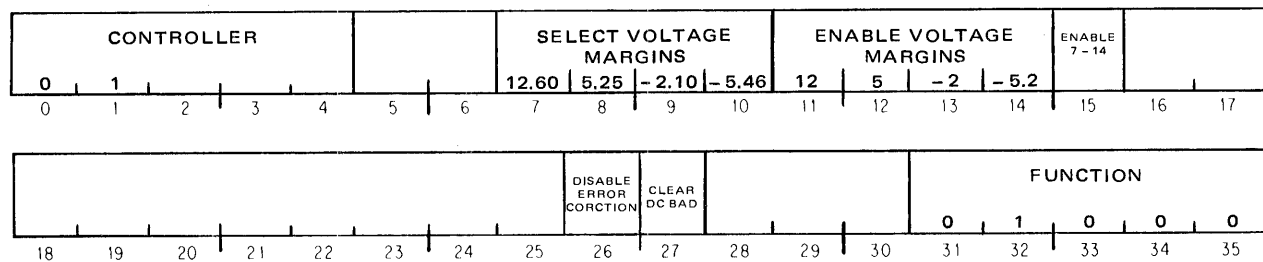 CONTROLLER SELECT VOLTAGE ENABLE VOLTAGE ENABLE
MARGINS MARGINS 7 – 14
0 1 12.60 5.25 – 2.10 – 5.46 12 5 – 2 – 5.2
0 1 2 3 4 5 6 7 8 9 10 11 12 13 14 15 16 17
DISABLE FUNCTION
ERROR CLEAR
CORCTION DC BAD
0 1 0 0 0
18 19 20 21 22 23 24 25 26 27 28 29 30 31 32 33 34 35